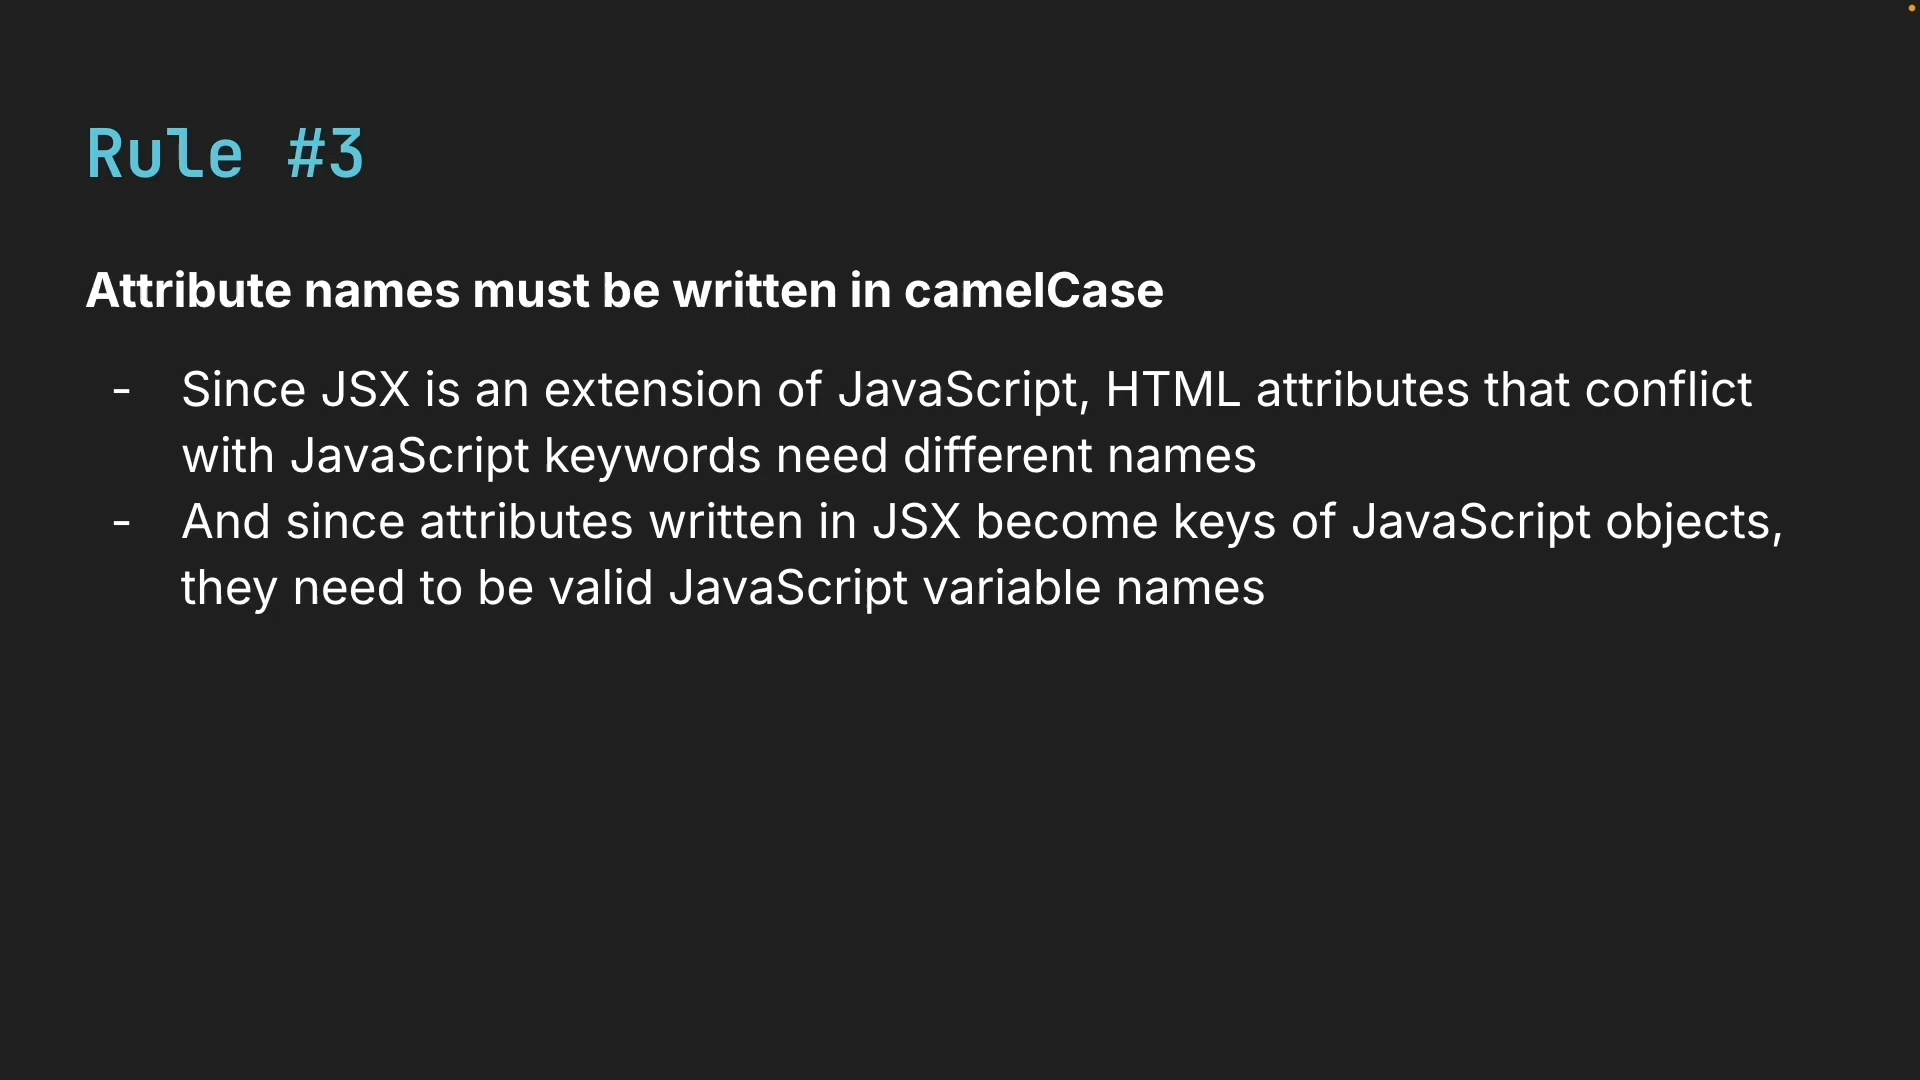 Rule #3
Attribute names must be written in camelCase
- Since JSX is an extension of JavaScript, HTML attributes that conflict
with JavaScript keywords need different names
- And since attributes written in JSX become keys of JavaScript objects,
they need to be valid JavaScript variable names